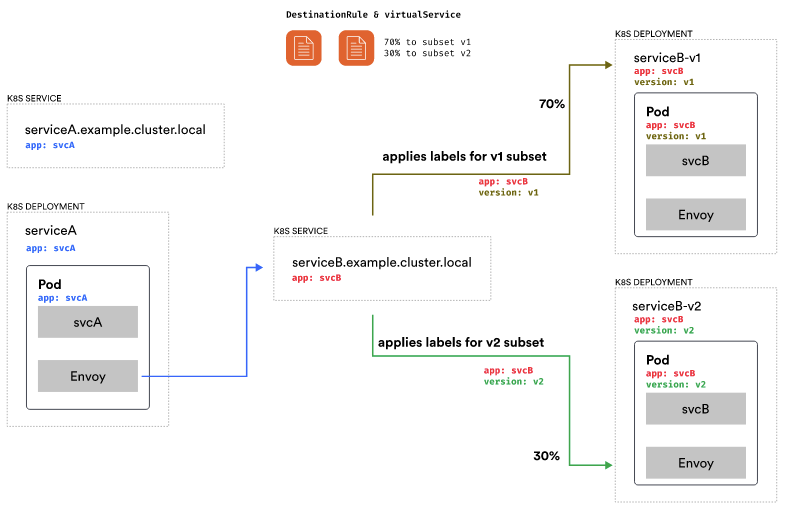 DestinationRule & virtualService
70% to subset v1
30% to subset v2
K8S SERVICE
serviceA.example.cluster.local
app: svcA
K8S DEPLOYMENT
serviceA
app: svcA
Pod
app: svcA
svcA
Envoy
K8S SERVICE
serviceB.example.cluster.local
app: svcB
70%
applies labels for v1 subset
app: svcB
version: v1
applies labels for v2 subset
app: svcB
version: v2
30%
K8S DEPLOYMENT
serviceB-v1
app: svcB
version: v1
Pod
app: svcB
version: v1
svcB
Envoy
K8S DEPLOYMENT
serviceB-v2
app: svcB
version: v2
Pod
app: svcB
version: v2
svcB
Envoy